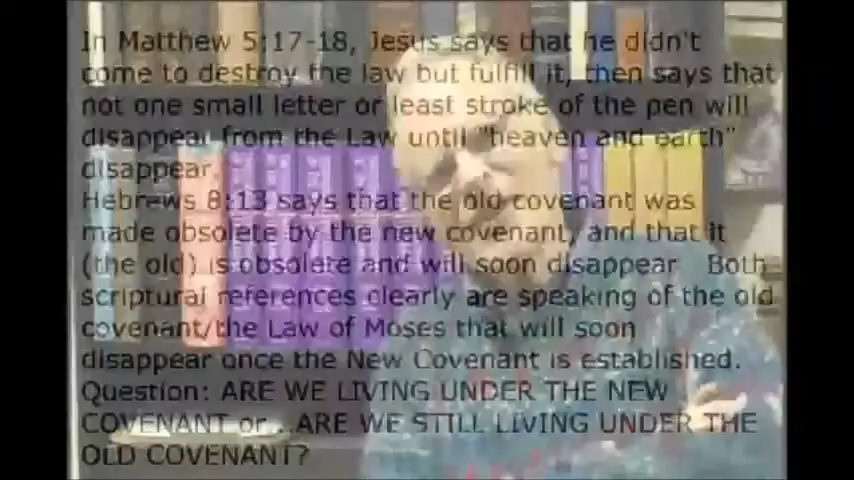 In Matthew 5:17-18, Jesus says that he didn't
come to destroy the law but fulfill it, then says that
not one small letter or least stroke of the pen will
disappear from the Law until "heaven and earth"
disappear.
Hebrews 8:13 says that the old covenant was
made obsolete by the new covenant, and that it
(the old) is obsolete and will soon disappear. Both
scriptural references clearly are speaking of the old
covenant/the Law of Moses that will soon
disappear once the New Covenant is established.
Question: ARE WE LIVING UNDER THE NEW
COVENANT or...ARE WE STILL LIVING UNDER THE
OLD COVENANT?